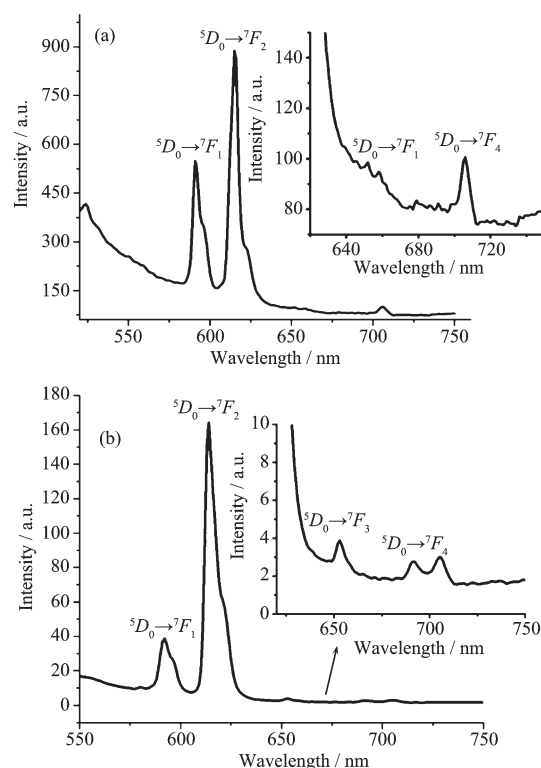 (a)
⁵D₀→⁷F₂
⁵D₀→⁷F₁
900
750
600
450
300
150
Intensity / a.u.
550 600 650 700 750
Wavelength / nm
140
120
100
80
Intensity / a.u.
⁵D₀→⁷F₁
⁵D₀→⁷F₄
640 680 720
Wavelength / nm
(b)
⁵D₀→⁷F₂
⁵D₀→⁷F₁
180
160
140
120
100
80
60
40
20
0
Intensity / a.u.
550 600 650 700 750
Wavelength / nm
10
8
6
4
2
0
Intensity / a.u.
⁵D₀→⁷F₃
⁵D₀→⁷F₄
650 700 750
Wavelength / nm